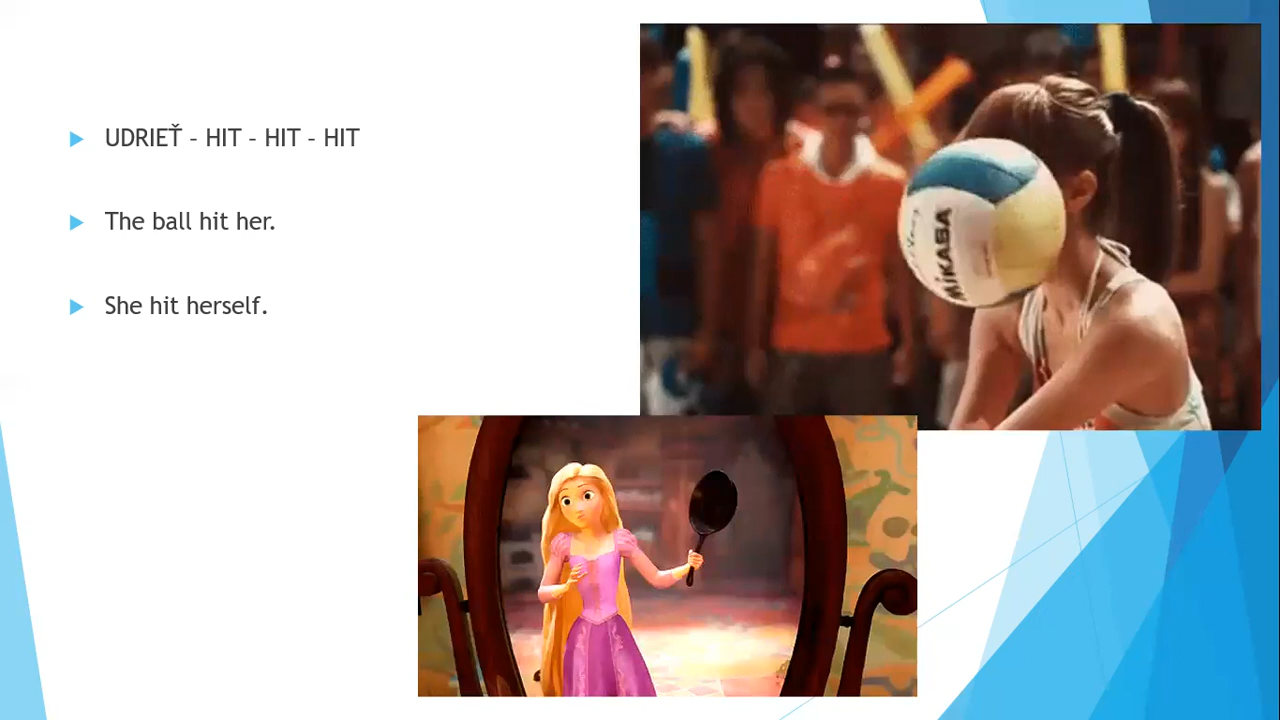 UDRIEŤ – HIT – HIT – HIT
The ball hit her.
She hit herself.
MIKASA